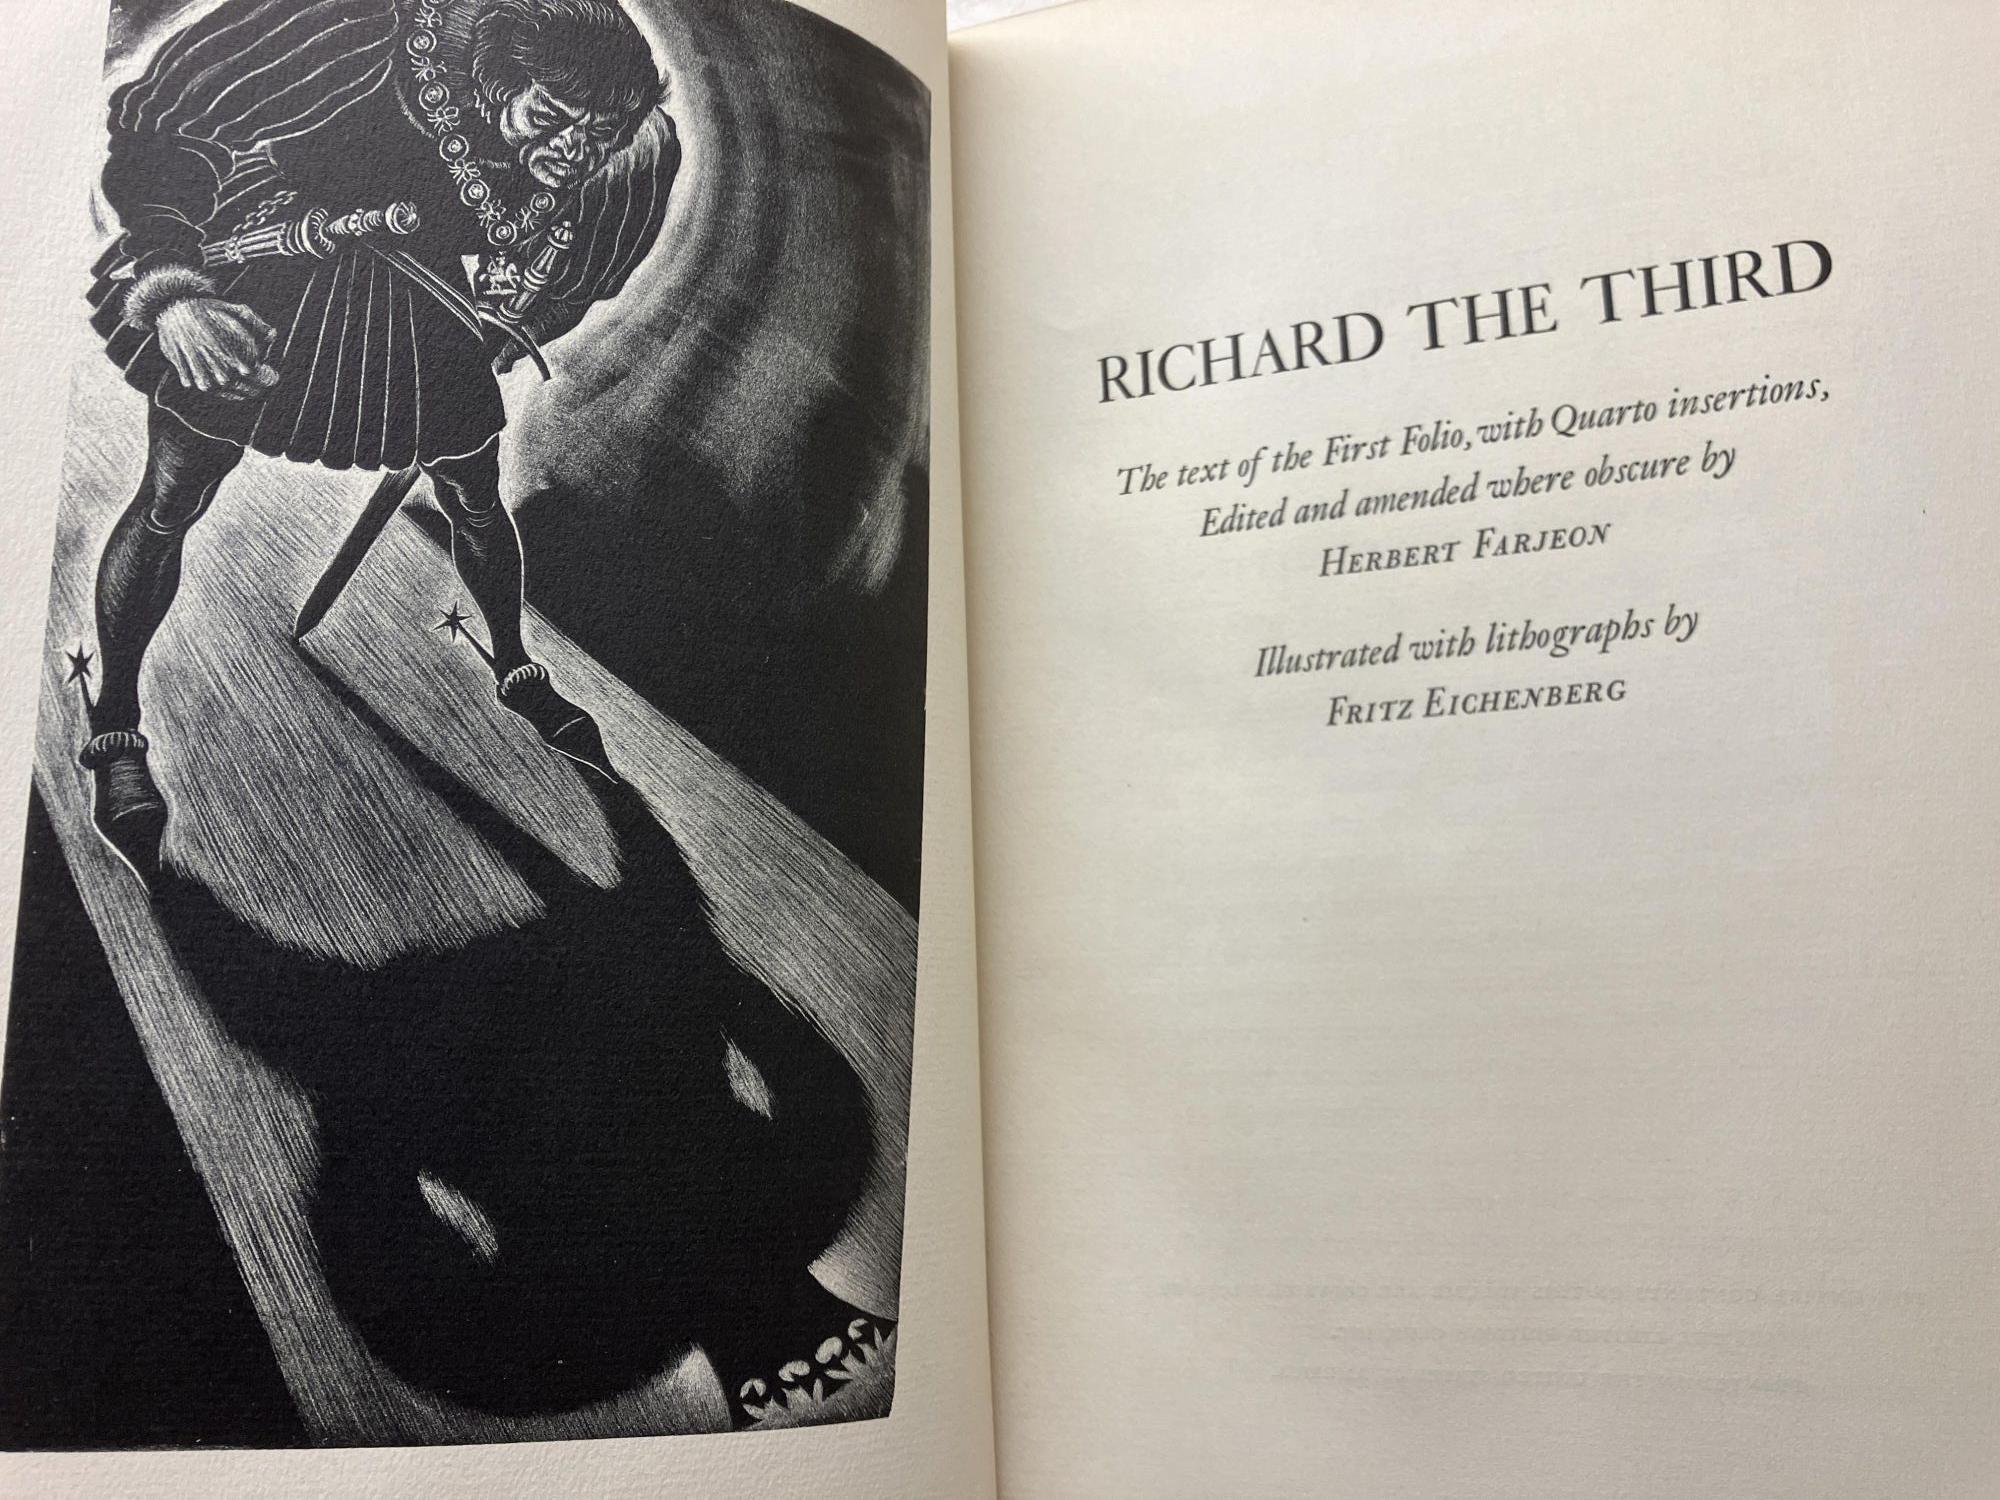 RICHARD THE THIRD
The text of the First Folio, with Quarto insertions,
Edited and amended where obscure by
HERBERT FARJEON
Illustrated with lithographs by
FRITZ EICHENBERG